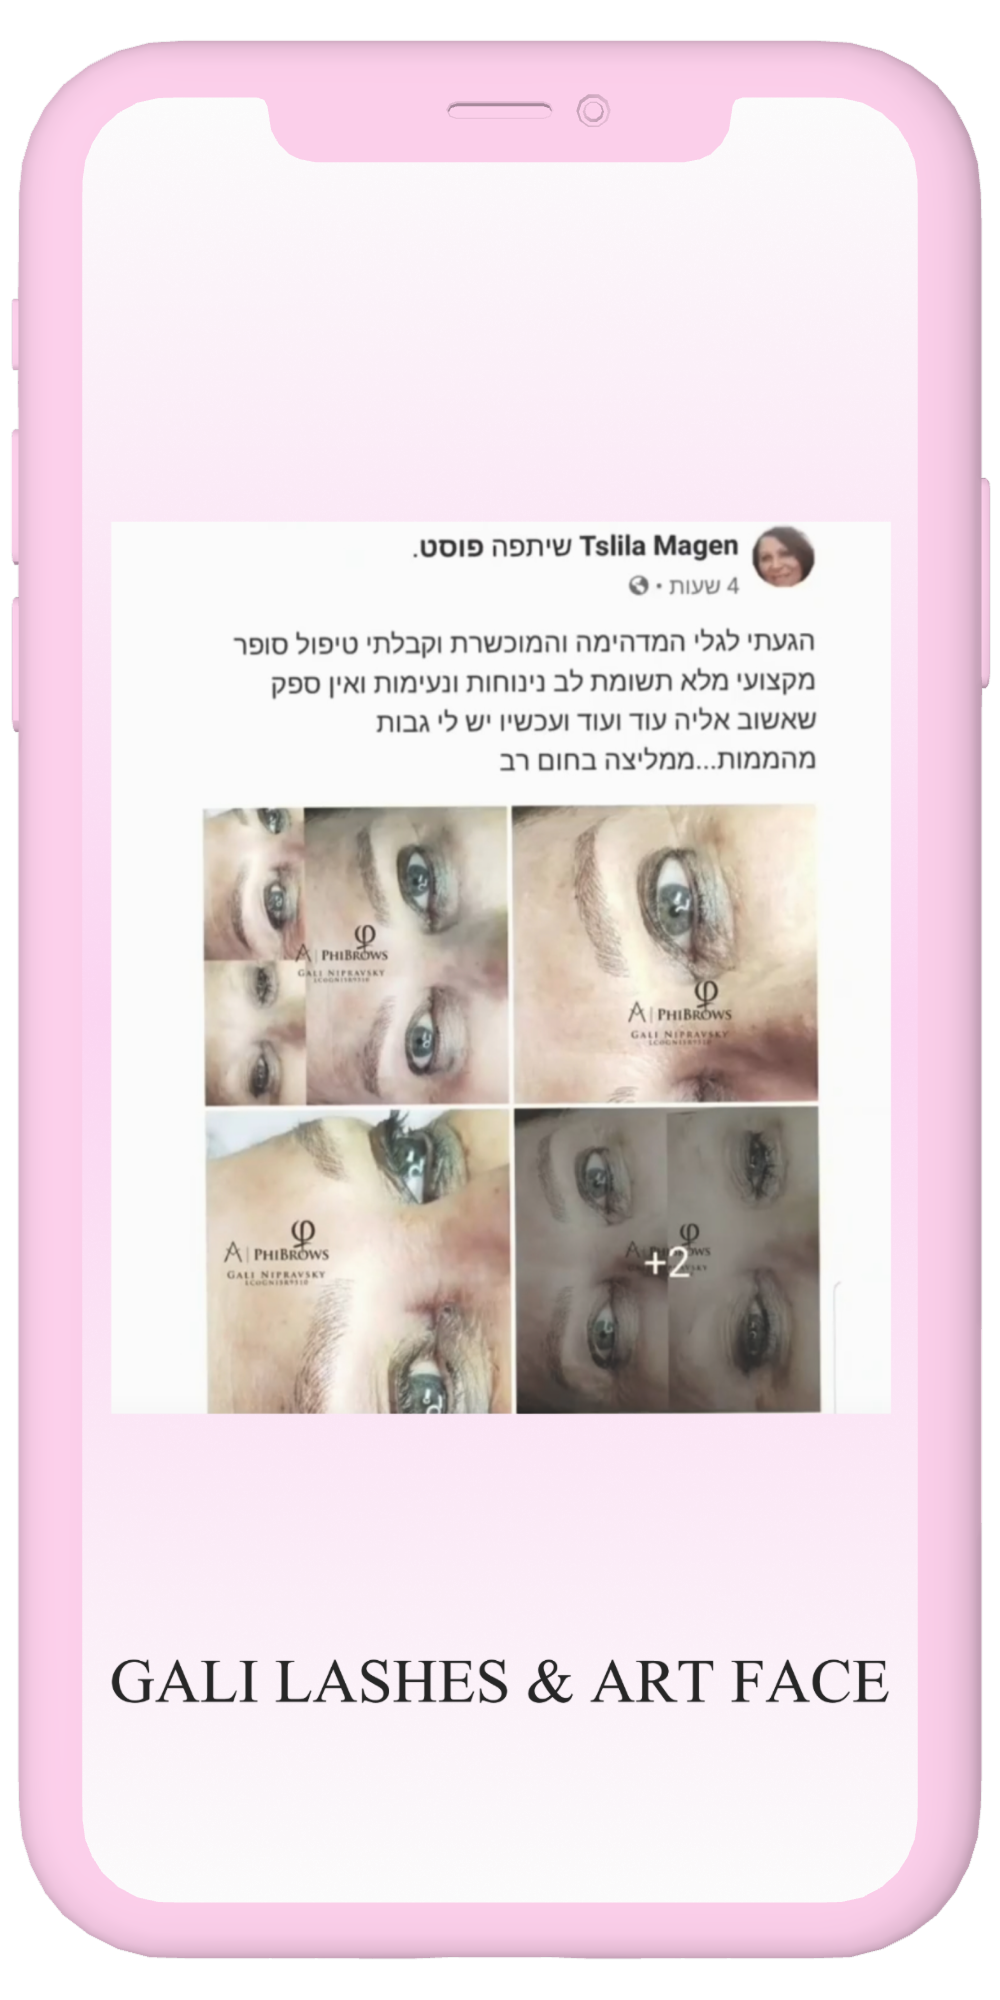 Tslila Magen שיתפה פוסט.
4 שעות ·
הגעתי לגלי המדהימה והמוכשרת וקבלתי טיפול סופר
מקצועי מלא תשומת לב נינוחות ונעימות ואין ספק
שאשוב אליה עוד ועוד ועכשיו יש לי גבות
מהממות...ממליצה בחום רב
φ
A | PHIBROWS
GALI NIPRAVSKY
φ
A | PHIBROWS
GALI NIPRAVSKY
φ
A | PHIBROWS
GALI NIPRAVSKY
φ
+2
GALI LASHES & ART FACE